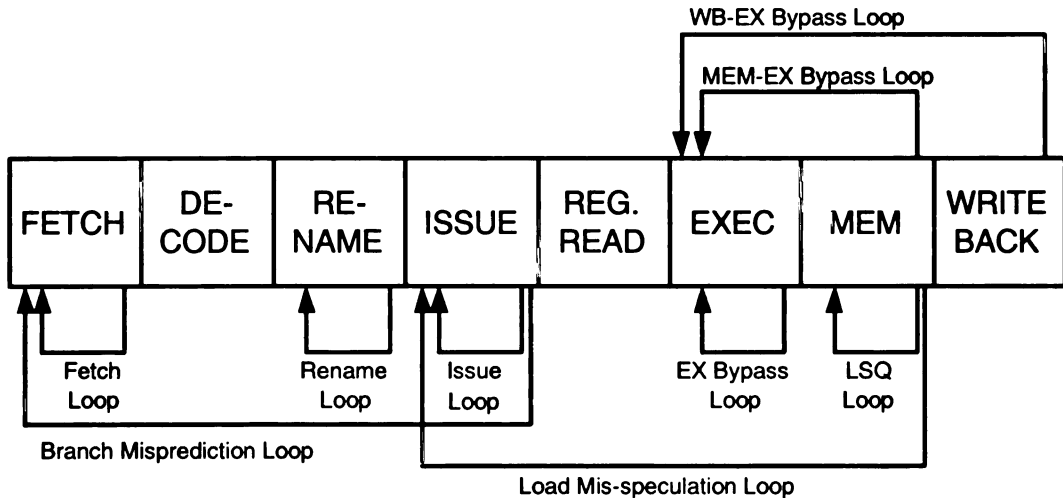 WB-EX Bypass Loop
MEM-EX Bypass Loop
FETCH
DE-
CODE
RE-
NAME
ISSUE
REG.
READ
EXEC
MEM
WRITE
BACK
Fetch
Loop
Rename
Loop
Issue
Loop
EX Bypass
Loop
LSQ
Loop
Branch Misprediction Loop
Load Mis-speculation Loop